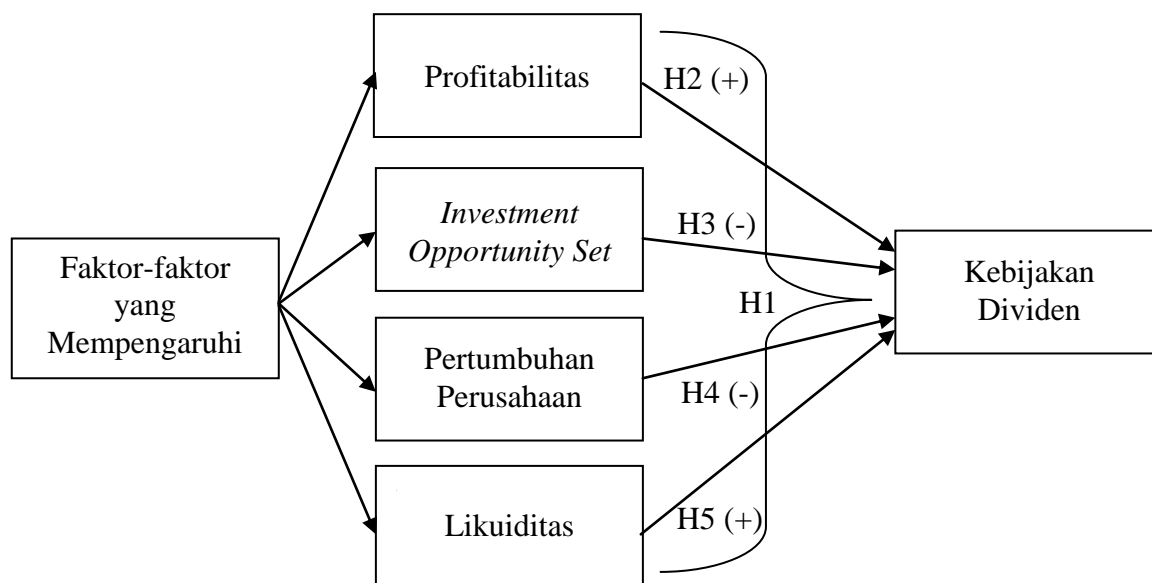 Profitabilitas
H2 (+)
Investment
Opportunity Set
H3 (-)
Faktor-faktor
yang
Mempengaruhi
Kebijakan
Dividen
H1
Pertumbuhan
Perusahaan
H4 (-)
Likuiditas
H5 (+)